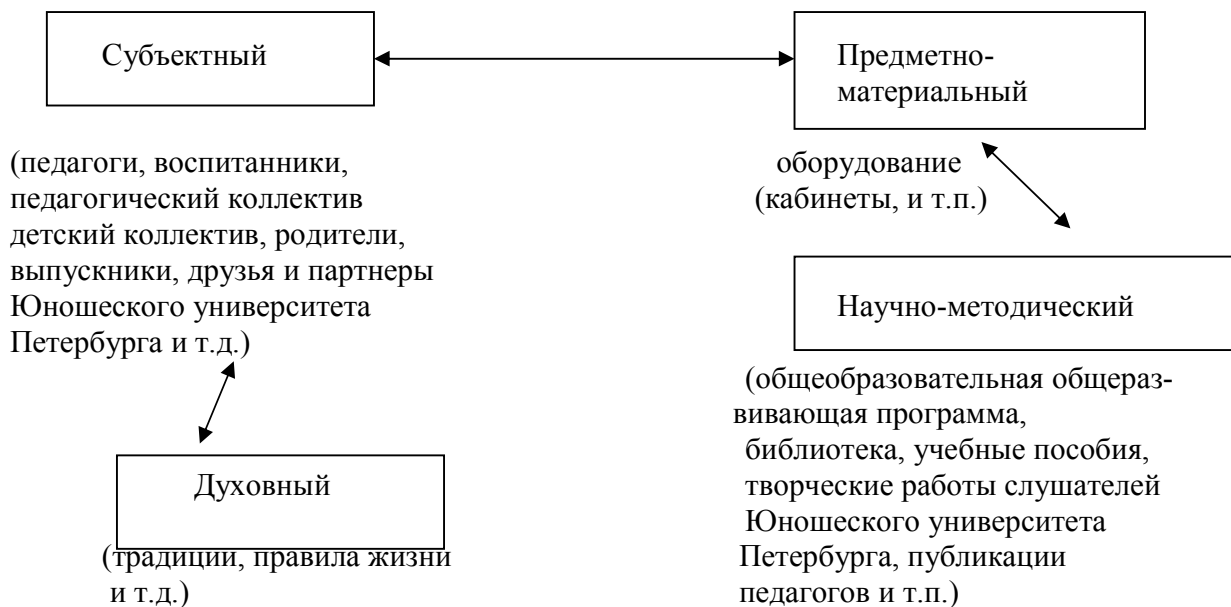 Субъектный
(педагоги, воспитанники,
педагогический коллектив
детский коллектив, родители,
выпускники, друзья и партнеры
Юношеского университета
Петербурга и т.д.)
Духовный
(традиции, правила жизни
и т.д.)
Предметно-
материальный
оборудование
(кабинеты, и т.п.)
Научно-методический
(общеобразовательная общераз-
вивающая программа,
библиотека, учебные пособия,
творческие работы слушателей
Юношеского университета
Петербурга, публикации
педагогов и т.п.)